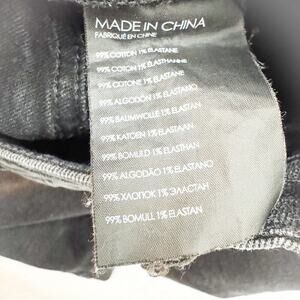 MADE IN CHINA
FABRIQUÉ EN CHINE
99% COTTON 1% ELASTANE
99% COTON 1% ELASTHANNE
99% COTONE 1% ELASTANE
99% ALGODÓN 1% ELASTANO
99% BAUMWOLLE 1% ELASTAN
99% KATOEN 1% ELASTAAN
99% BOMULD 1% ELASTHAN
99% ALGODÃO 1% ELASTANO
99% ХЛОПОК 1% ЭЛАСТАН
99% BOMULL 1% ELASTAN